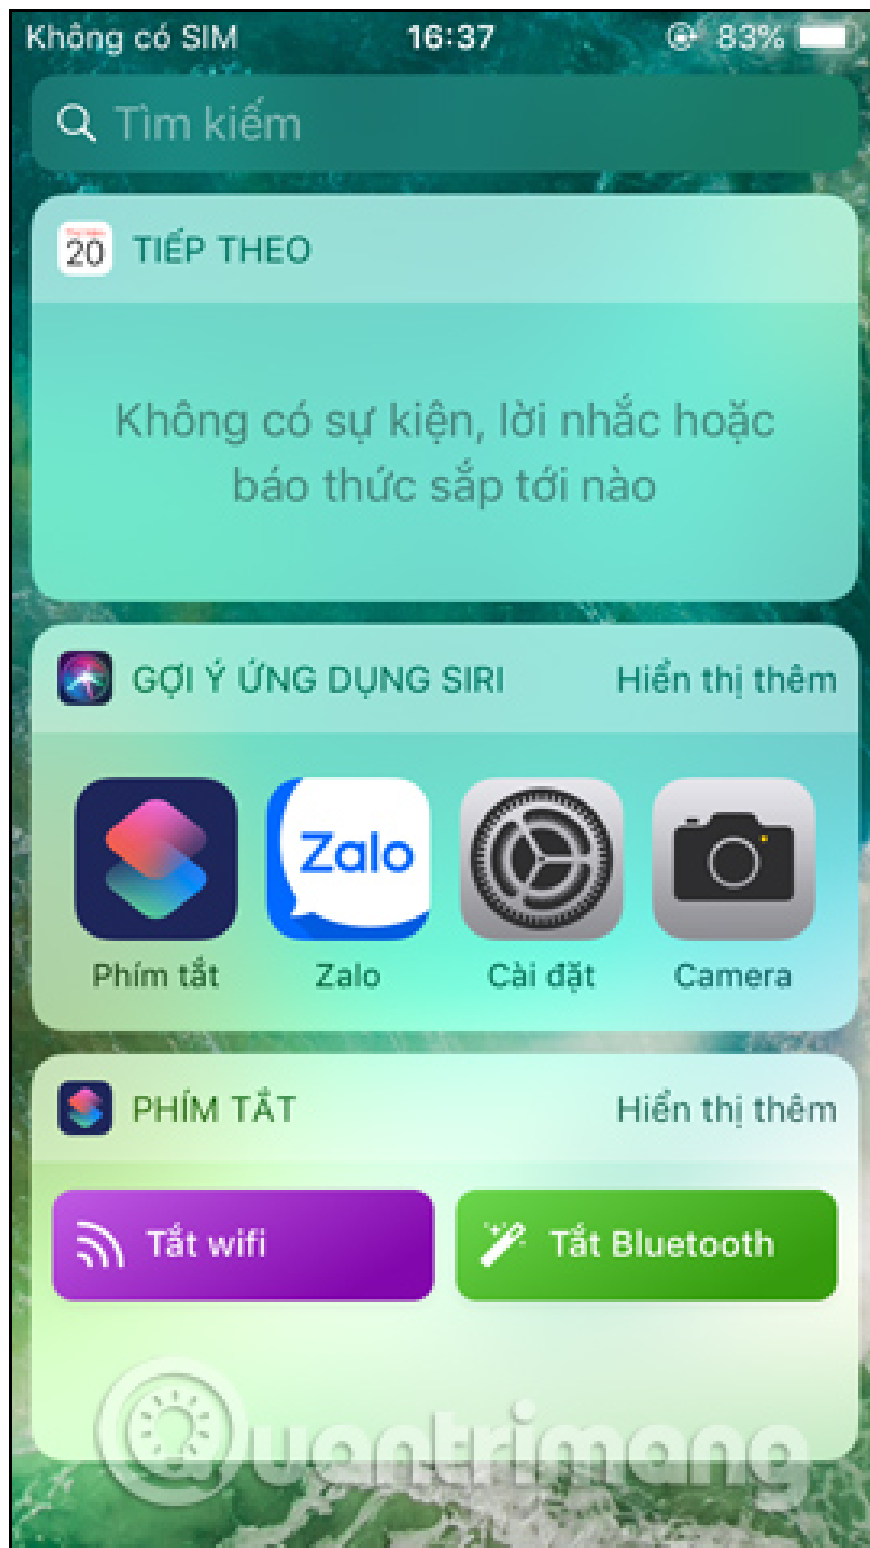 Không có SIM 16:37 83%
Tìm kiếm
20 TIẾP THEO
Không có sự kiện, lời nhắc hoặc
báo thức sắp tới nào
GỢI Ý ỨNG DỤNG SIRI Hiển thị thêm
Zalo
Phím tắt Zalo Cài đặt Camera
PHÍM TẮT Hiển thị thêm
Tắt wifi Tắt Bluetooth
Quantrimang